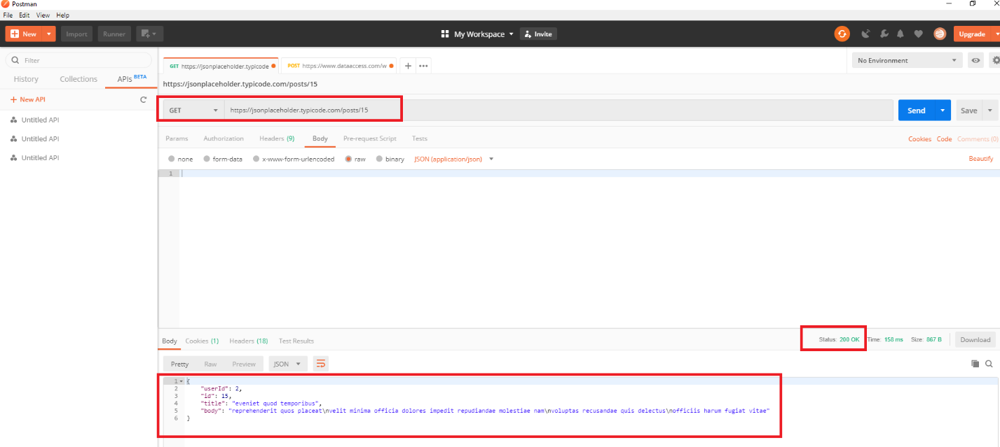 Postman
File Edit View Help
New Import Runner My Workspace Invite Upgrade
Filter
History Collections APIs BETA
+ New API
Untitled API
Untitled API
Untitled API
GET https://jsonplaceholder.typicode POST https://www.dataaccess.com/w + ••• No Environment
https://jsonplaceholder.typicode.com/posts/15
GET https://jsonplaceholder.typicode.com/posts/15 Send Save
Params Authorization Headers (9) Body Pre-request Script Tests Cookies Code Comments (0)
none form-data x-www-form-urlencoded raw binary JSON (application/json) Beautify
1
Body Cookies (1) Headers (18) Test Results Status: 200 OK Time: 158 ms Size: 867 B Download
Pretty Raw Preview JSON
1 {
2 "userId": 2,
3 "id": 15,
4 "title": "eveniet quod temporibus",
5 "body": "reprehenderit quos placeat\nvelit minima officia dolores impedit repudiandae molestiae nam\nvoluptas recusandae quis delectus\nofficiis harum fugiat vitae"
6 }